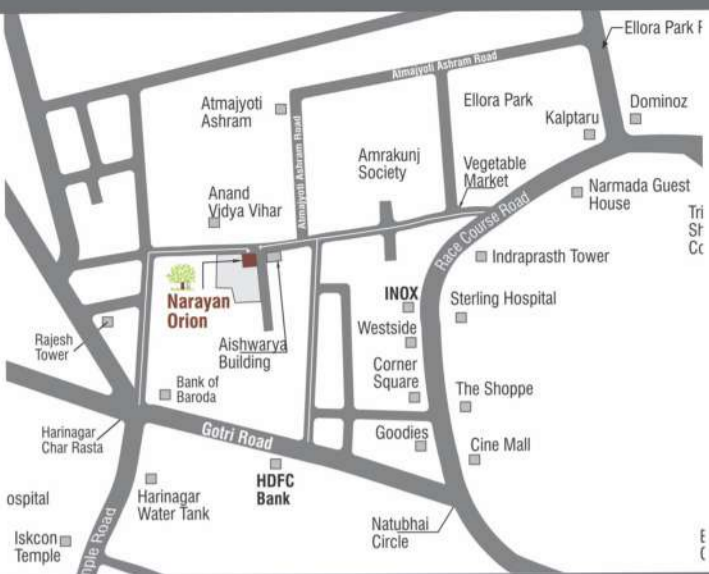 Ellora Park
Atmajyoti Ashram Road
Atmajyoti
Ashram
Ellora Park
Kalptaru
Dominoz
Atmajyoti Ashram Road
Amrakunj
Society
Vegetable
Market
Anand
Vidya Vihar
Narmada Guest
House
Race Course Road
Indraprasth Tower
Narayan
Orion
INOX
Sterling Hospital
Westside
Rajesh
Tower
Aishwarya
Building
Corner
Square
Bank of
Baroda
The Shoppe
Harinagar
Char Rasta
Gotri Road
Goodies
Cine Mall
HDFC
Bank
Harinagar
Water Tank
ospital
Natubhai
Circle
Iskcon
Temple
mple Road